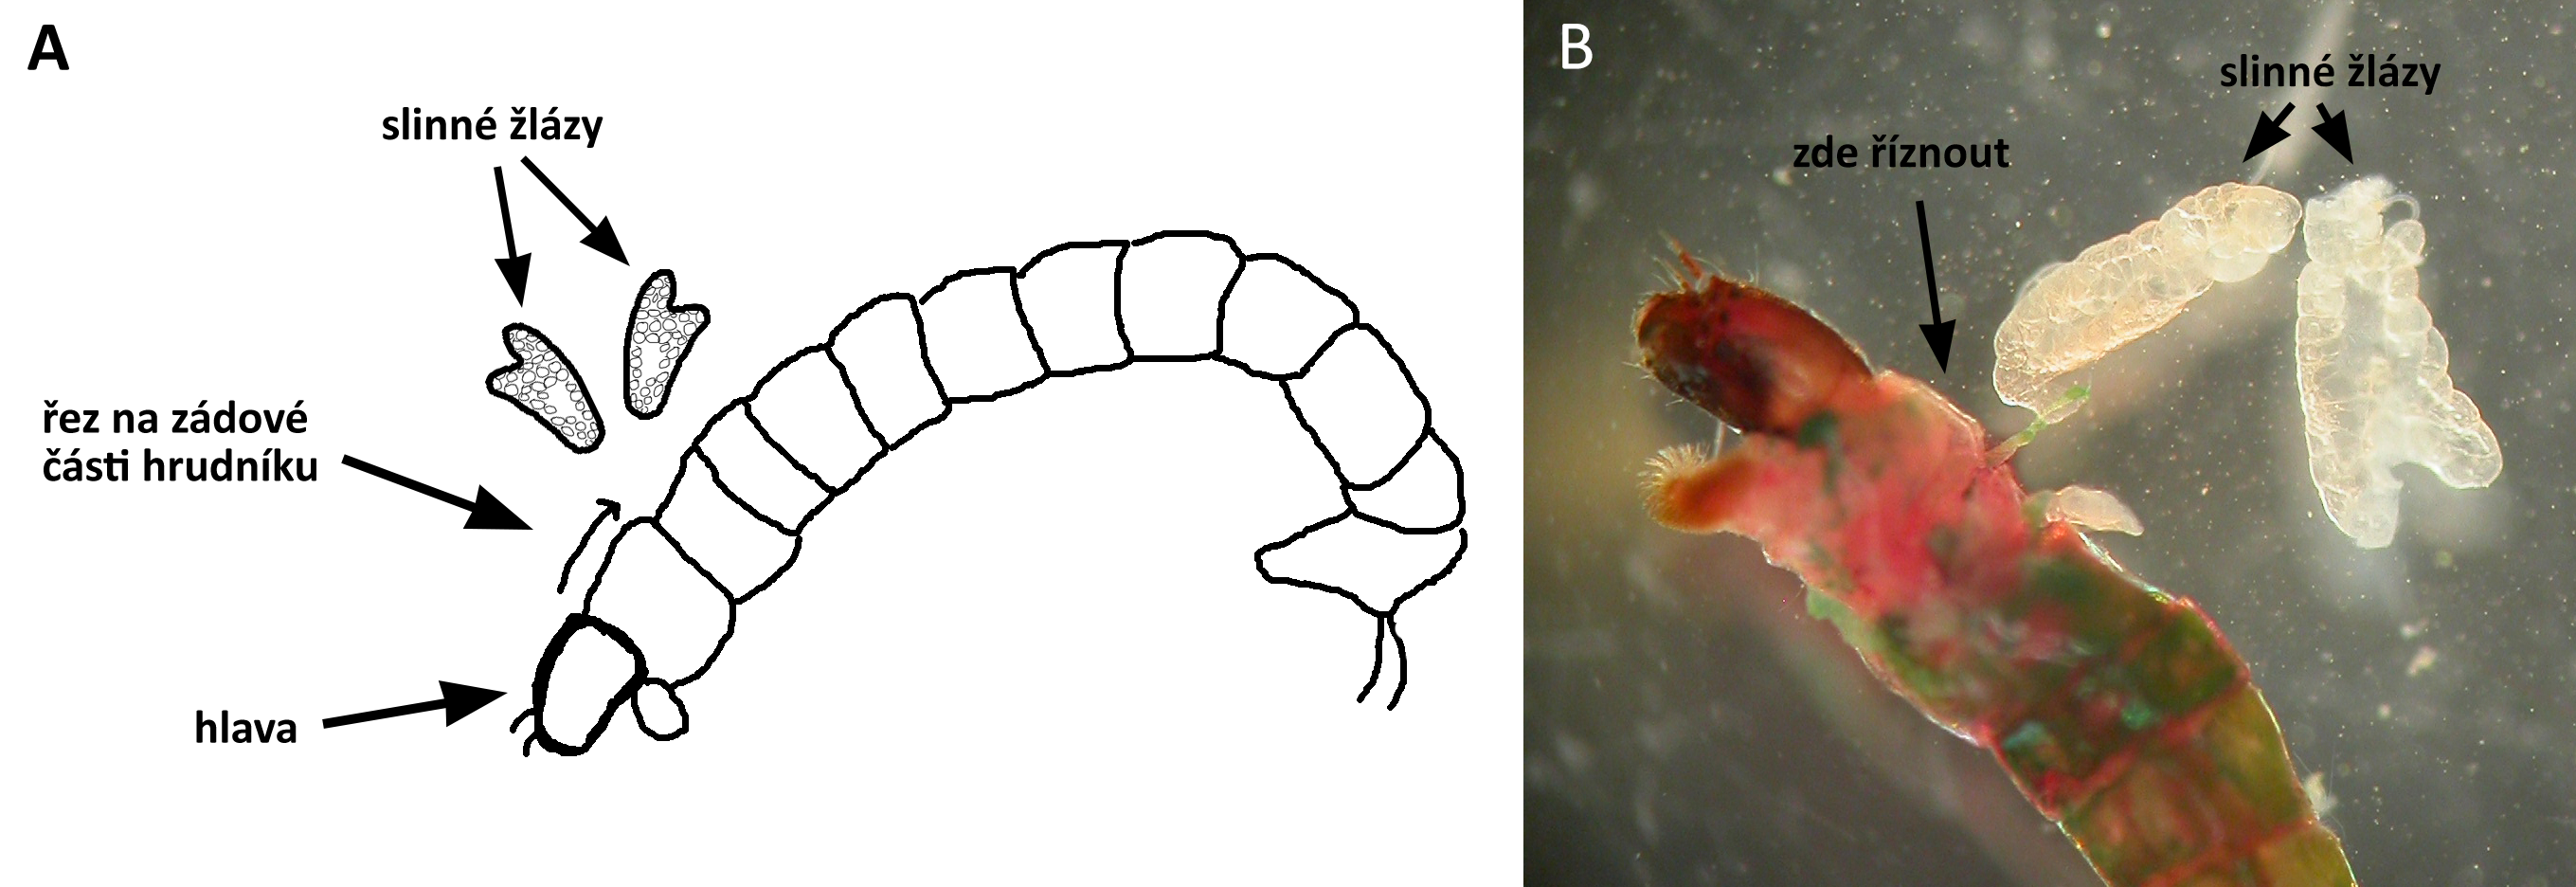 A
slinné žlázy
řez na zádové
části hrudníku
hlava
B
slinné žlázy
zde říznout